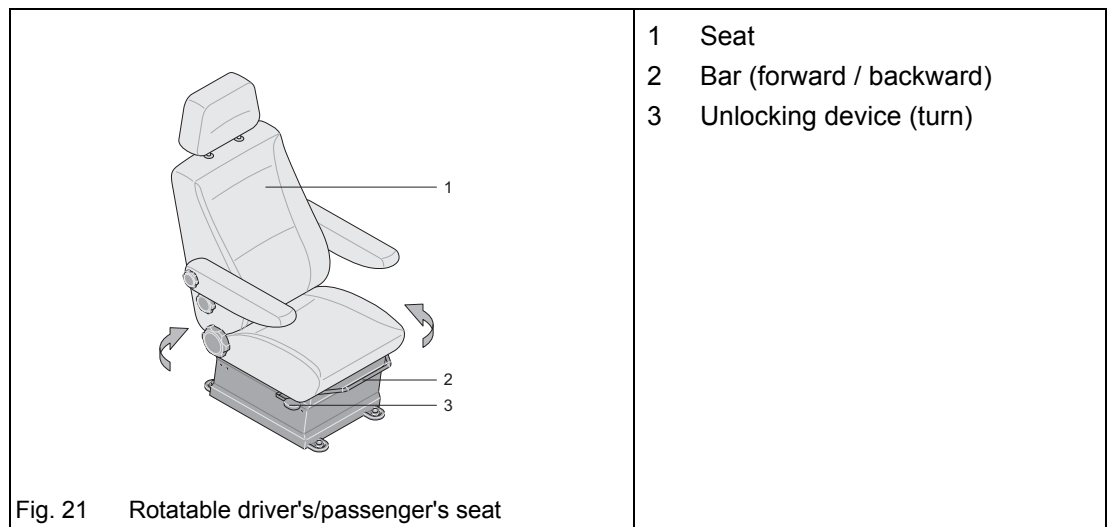 1
2
3
Fig. 21 Rotatable driver's/passenger's seat
1 Seat
2 Bar (forward / backward)
3 Unlocking device (turn)